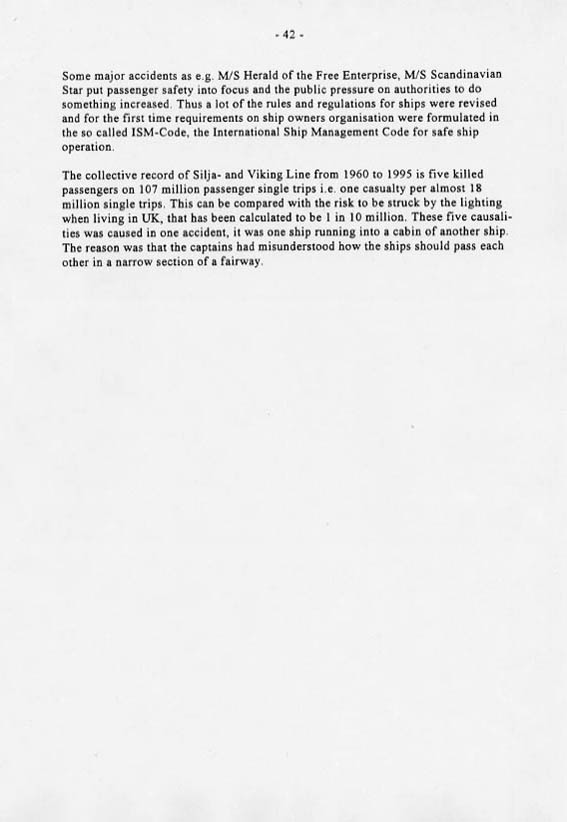 - 42 -
Some major accidents as e.g. M/S Herald of the Free Enterprise, M/S Scandinavian
Star put passenger safety into focus and the public pressure on authorities to do
something increased. Thus a lot of the rules and regulations for ships were revised
and for the first time requirements on ship owners organisation were formulated in
the so called ISM-Code, the International Ship Management Code for safe ship
operation.
The collective record of Silja- and Viking Line from 1960 to 1995 is five killed
passengers on 107 million passenger single trips i.e. one casualty per almost 18
million single trips. This can be compared with the risk to be struck by the lighting
when living in UK, that has been calculated to be 1 in 10 million. These five causali-
ties was caused in one accident, it was one ship running into a cabin of another ship.
The reason was that the captains had misunderstood how the ships should pass each
other in a narrow section of a fairway.